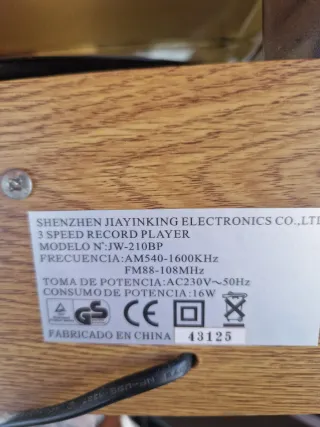 SHENZHEN JIAYINKING ELECTRONICS CO.,LTD
3 SPEED RECORD PLAYER
MODELO Nº:JW-210BP
FRECUENCIA:AM540-1600KHz
FM88-108MHz
TOMA DE POTENCIA:AC230V~50Hz
CONSUMO DE POTENCIA:16W
GS CE
FABRICADO EN CHINA 43125